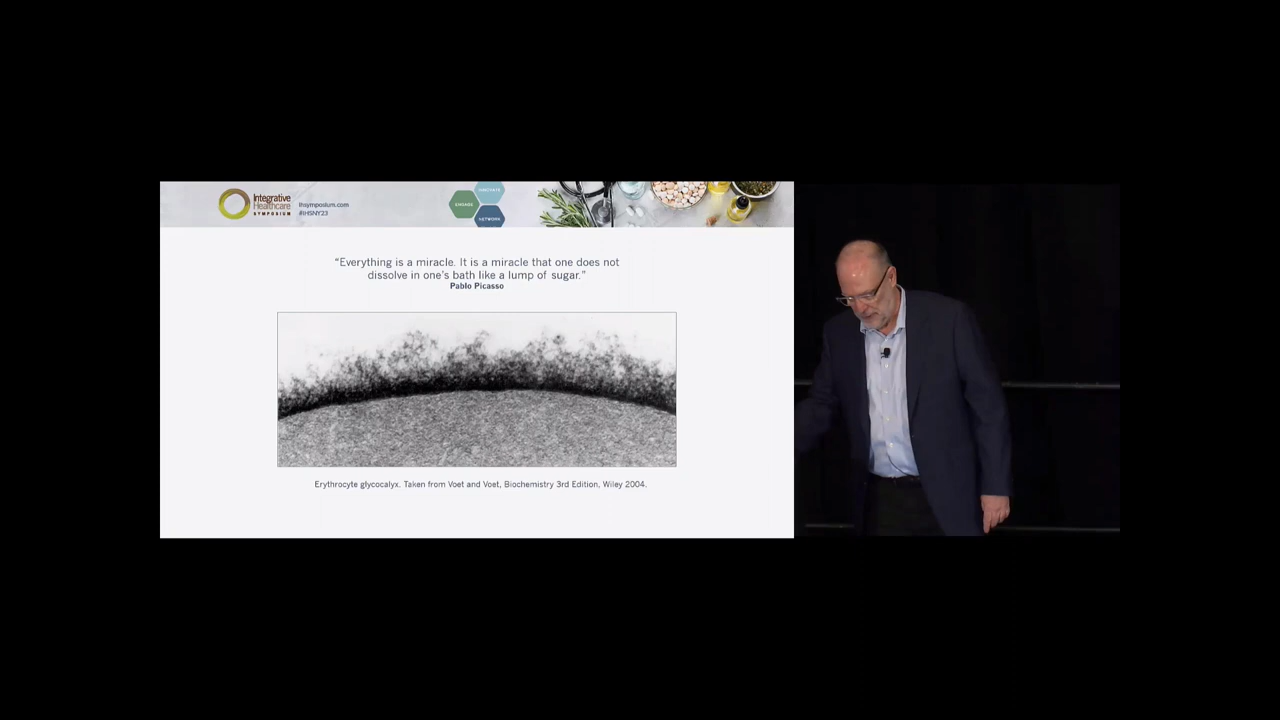 Integrative
Healthcare
SYMPOSIUM
ihsymposium.com
#IHSNY23
INNOVATE
ENGAGE
NETWORK
“Everything is a miracle. It is a miracle that one does not
dissolve in one’s bath like a lump of sugar.”
Pablo Picasso
Erythrocyte glycocalyx. Taken from Voet and Voet, Biochemistry 3rd Edition, Wiley 2004.